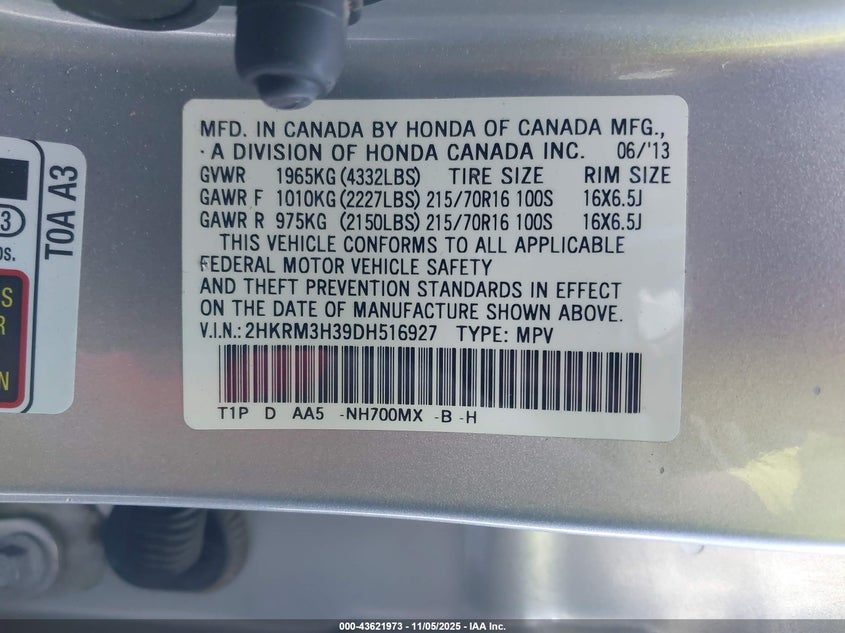 MFD. IN CANADA BY HONDA OF CANADA MFG.,
A DIVISION OF HONDA CANADA INC. 06/'13
GVWR 1965KG (4332LBS) TIRE SIZE RIM SIZE
GAWR F 1010KG (2227LBS) 215/70R16 100S 16X6.5J
GAWR R 975KG (2150LBS) 215/70R16 100S 16X6.5J
THIS VEHICLE CONFORMS TO ALL APPLICABLE
FEDERAL MOTOR VEHICLE SAFETY
AND THEFT PREVENTION STANDARDS IN EFFECT
ON THE DATE OF MANUFACTURE SHOWN ABOVE.
V.I.N.: 2HKRM3H39DH516927 TYPE: MPV
T1P D AA5 -NH700MX -B -H
T0A A3
3
000-43621973 - 11/05/2025 - IAA Inc.